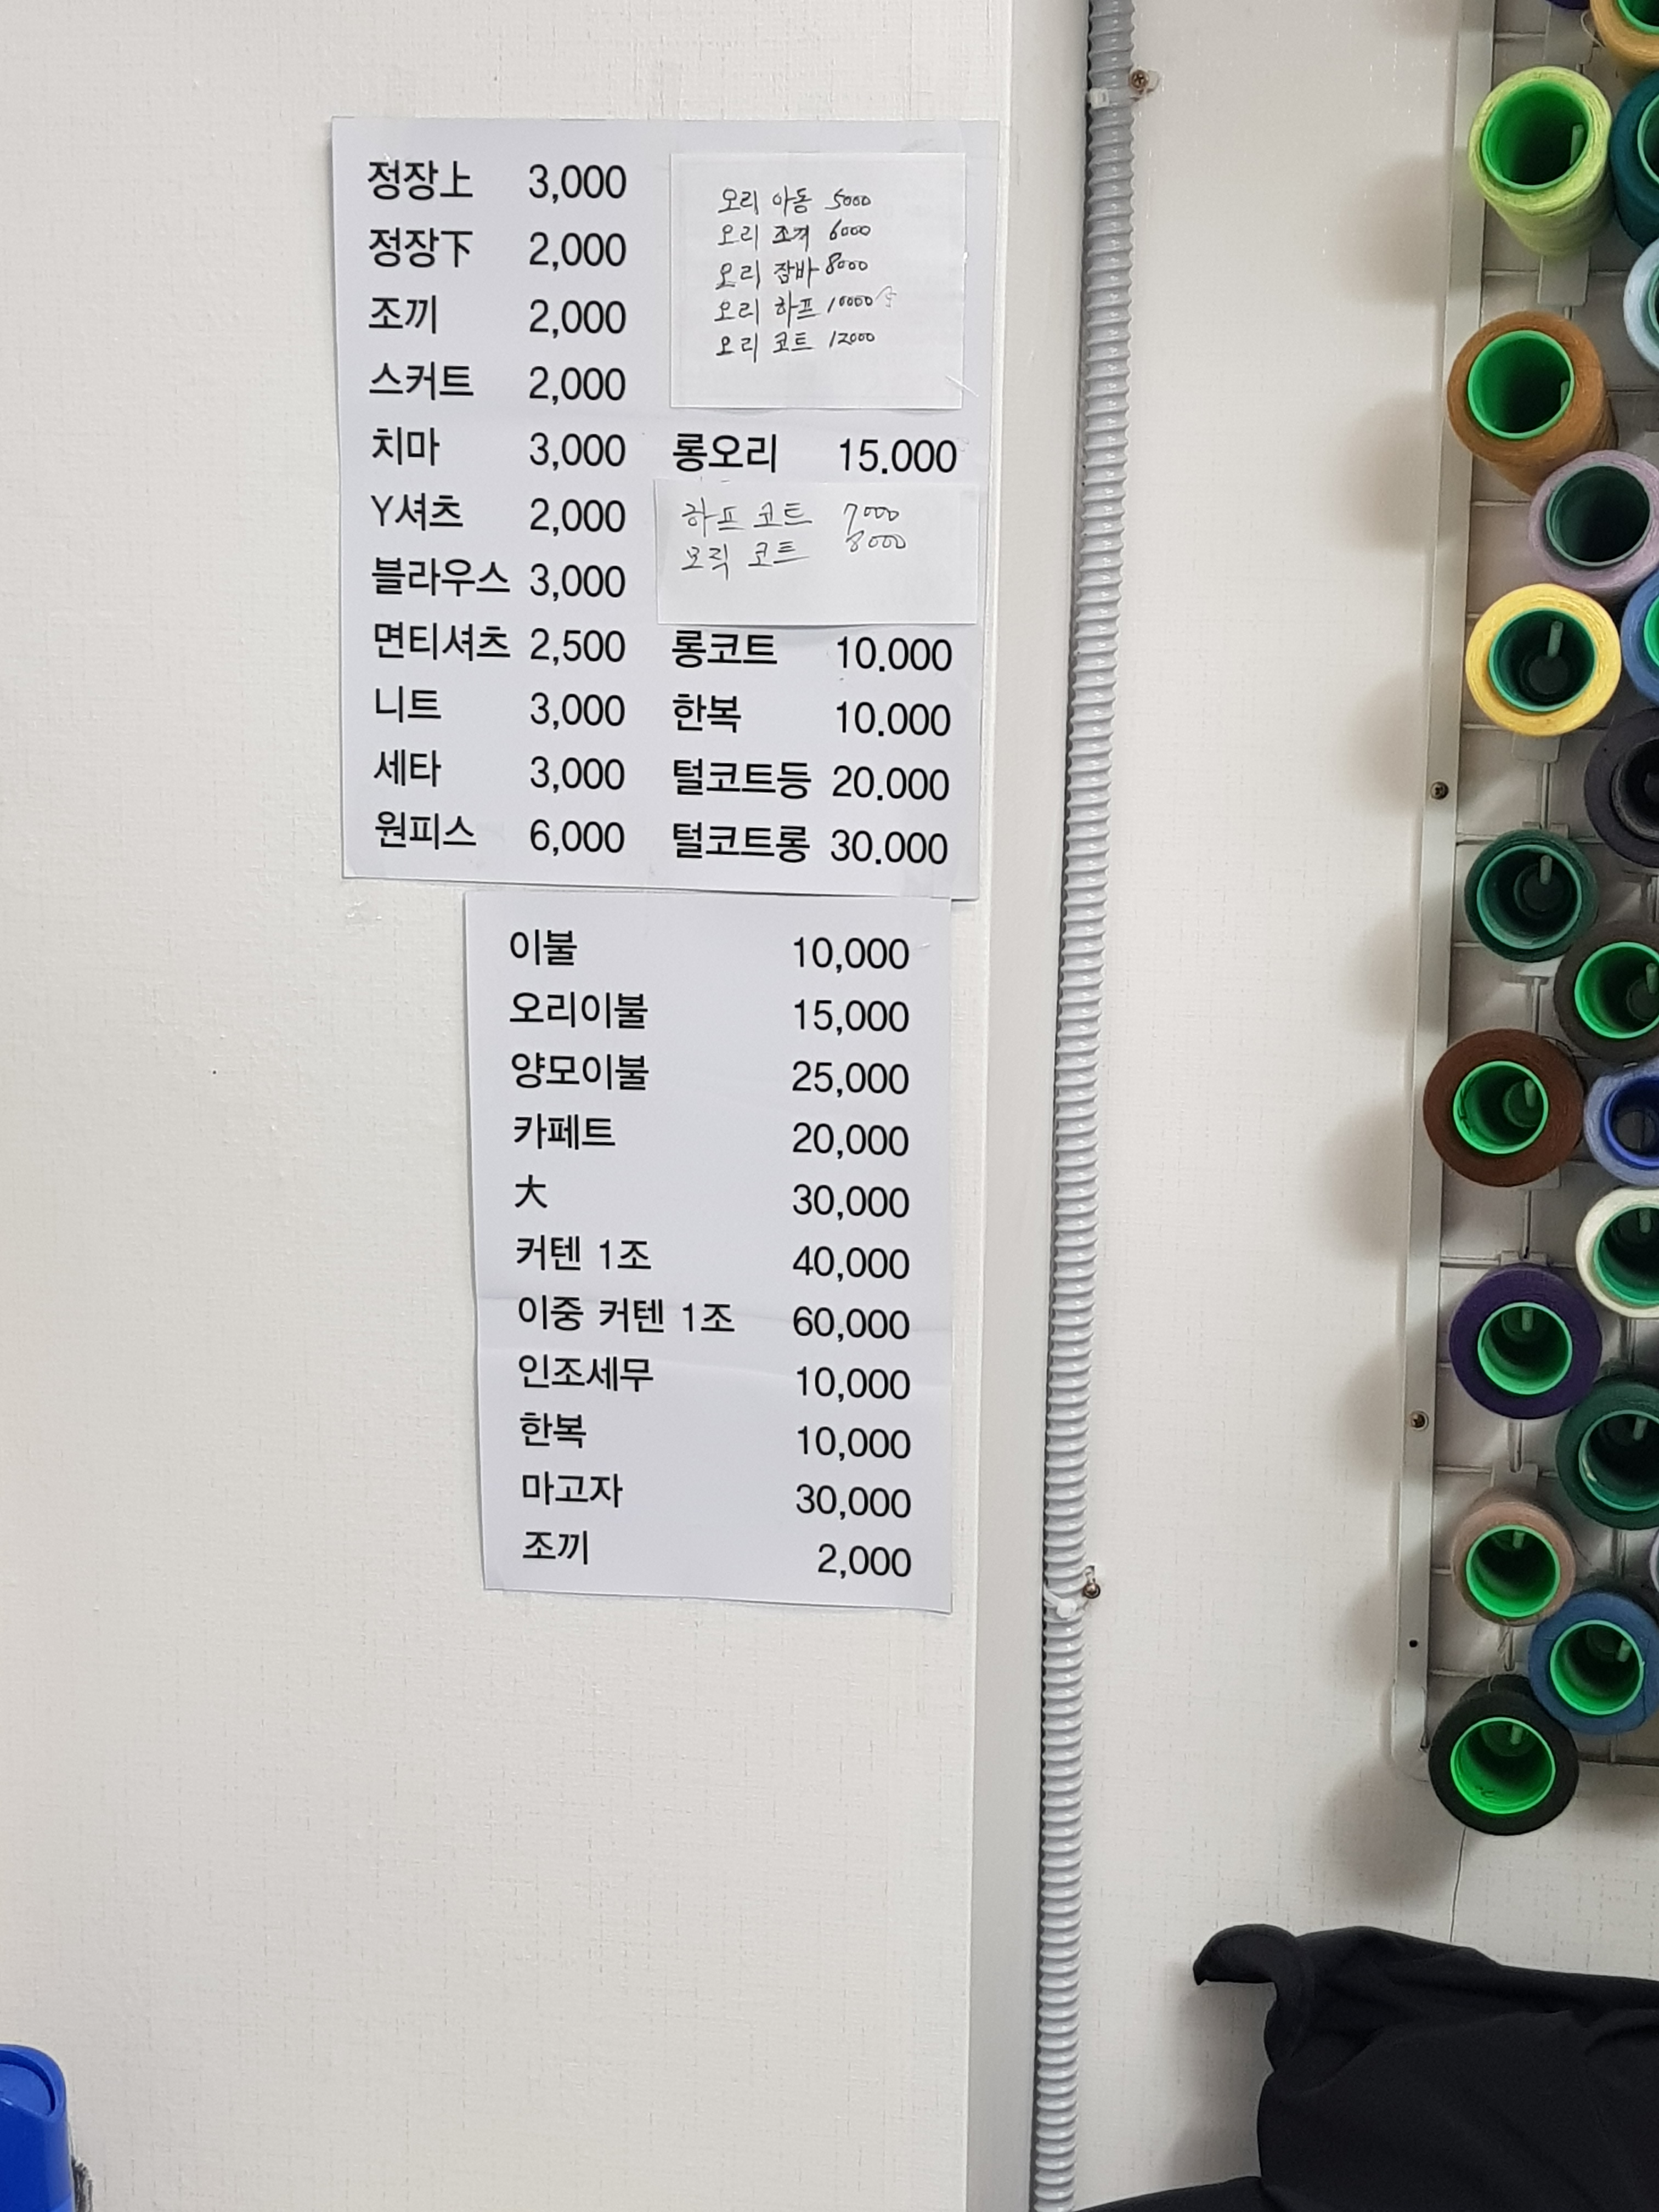 정장上 3,000
정장下 2,000
조끼 2,000
스커트 2,000
치마 3,000
Y셔츠 2,000
블라우스 3,000
면티셔츠 2,500
니트 3,000
세타 3,000
원피스 6,000
오리 아동 5000
오리 조끼 6000
오리 잠바 8000
오리 하프 10000
오리 코트 12000
롱오리 15.000
하프 코트 7000
모직 코트 8000
롱코트 10.000
한복 10.000
털코트등 20.000
털코트롱 30.000
이불 10,000
오리이불 15,000
양모이불 25,000
카페트 20,000
大 30,000
커텐 1조 40,000
이중 커텐 1조 60,000
인조세무 10,000
한복 10,000
마고자 30,000
조끼 2,000